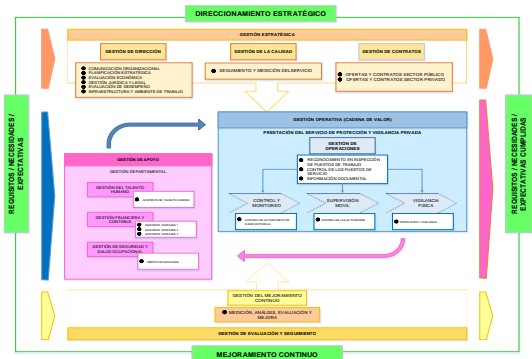 DIRECCIONAMIENTO ESTRATÉGICO
GESTIÓN ESTRATÉGICA
GESTIÓN DE DIRECCIÓN
GESTIÓN DE LA CALIDAD
GESTIÓN DE CONTRATOS
COMUNICACIÓN ORGANIZACIONAL
PLANIFICACIÓN ESTRATÉGICA
EVALUACIÓN ECONÓMICA
GESTIÓN JURÍDICA Y LEGAL
EVALUACIÓN DE DESEMPEÑO
INFRAESTRUCTURA Y AMBIENTE DE TRABAJO
SEGUIMIENTO Y MEDICIÓN DEL SERVICIO
OFERTAS Y CONTRATOS SECTOR PÚBLICO
OFERTAS Y CONTRATOS SECTOR PRIVADO
REQUISITOS / NECESIDADES /
EXPECTATIVAS
GESTIÓN OPERATIVA (CADENA DE VALOR)
PRESTACIÓN DEL SERVICIO DE PROTECCIÓN Y VIGILANCIA PRIVADA
GESTIÓN DE
OPERACIONES
RECONOCIMIENTO EN INSPECCIÓN
DE PUESTOS DE TRABAJO
CONTROL DE LOS PUESTOS DE
SERVICIO
INFORMACIÓN DOCUMENTAL
CONTROL Y
MONITOREO
SUPERVISIÓN
MOVIL
VIGILANCIA
FISICA
GESTIÓN DE APOYO
GESTIÓN DEPARTAMENTAL
GESTIÓN DEL TALENTO
HUMANO
GESTIÓN FINANCIERA Y
CONTABLE
GESTIÓN DE SEGURIDAD Y
SALUD OCUPACIONAL
REQUISITOS / NECESIDADES /
EXPECTATIVAS CUMPLIDAS
GESTIÓN DEL MEJORAMIENTO
CONTINUO
MEDICIÓN, ANÁLISIS, EVALUACIÓN Y
MEJORA
GESTIÓN DE EVALUACIÓN Y SEGUIMIENTO
MEJORAMIENTO CONTINUO